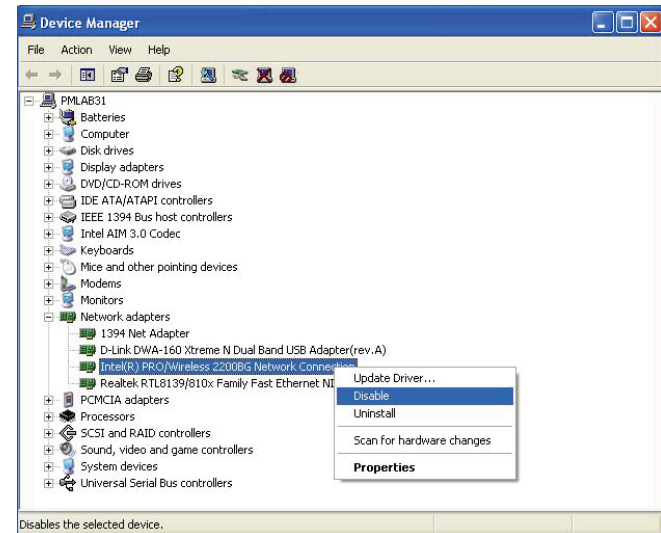 Device Manager
File Action View Help
PMLAB31
Batteries
Computer
Disk drives
Display adapters
DVD/CD-ROM drives
IDE ATA/ATAPI controllers
IEEE 1394 Bus host controllers
Intel AIM 3.0 Codec
Keyboards
Mice and other pointing devices
Modems
Monitors
Network adapters
1394 Net Adapter
D-Link DWA-160 Xtreme N Dual Band USB Adapter(rev.A)
Intel(R) PRO/Wireless 2200BG Network Connection
Realtek RTL8139/810x Family Fast Ethernet NI
PCMCIA adapters
Processors
SCSI and RAID controllers
Sound, video and game controllers
System devices
Universal Serial Bus controllers
Update Driver...
Disable
Uninstall
Scan for hardware changes
Properties
Disables the selected device.